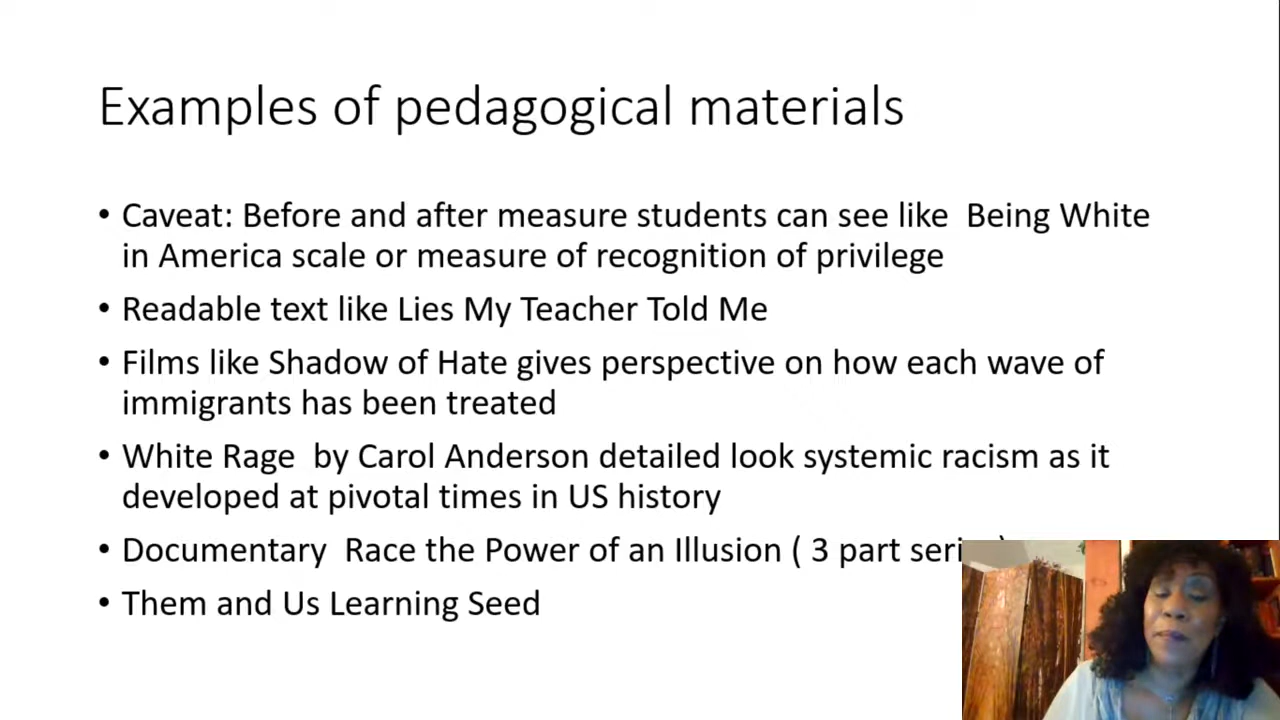 Examples of pedagogical materials
• Caveat: Before and after measure students can see like  Being White
in America scale or measure of recognition of privilege
• Readable text like Lies My Teacher Told Me
• Films like Shadow of Hate gives perspective on how each wave of
immigrants has been treated
• White Rage  by Carol Anderson detailed look systemic racism as it
developed at pivotal times in US history
• Documentary  Race the Power of an Illusion ( 3 part
• Them and Us Learning Seed